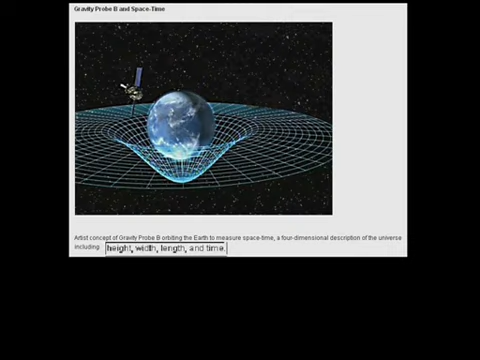 Gravity Probe B and Space-Time
Artist concept of Gravity Probe B orbiting the Earth to measure space-time, a four-dimensional description of the universe
including height, width, length, and time.